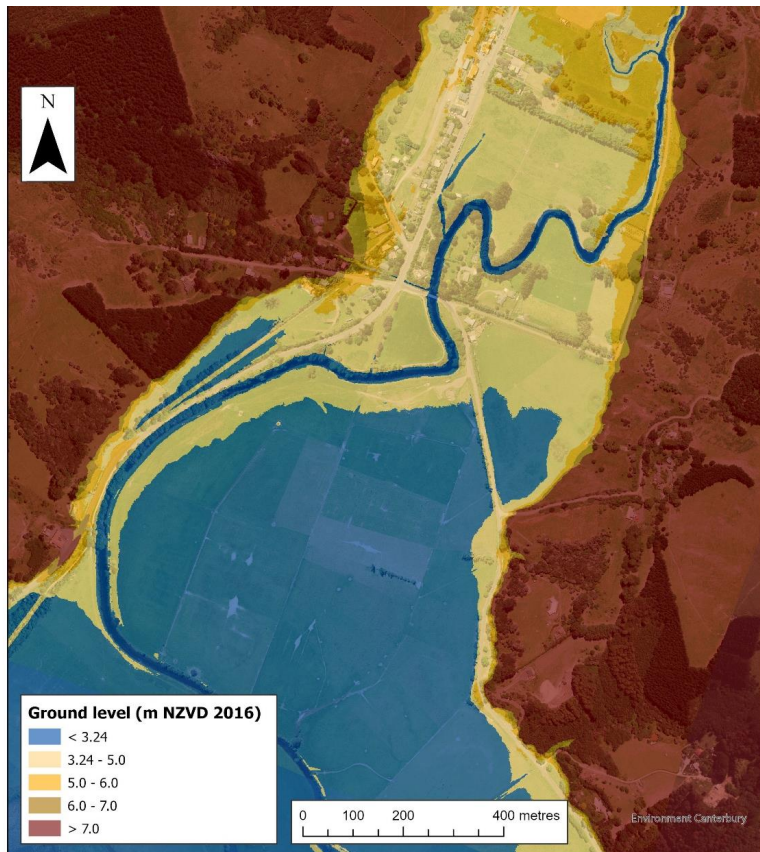 N
Ground level (m NZVD 2016)
< 3.24
3.24 - 5.0
5.0 - 6.0
6.0 - 7.0
> 7.0
0 100 200 400 metres
Environment Canterbury